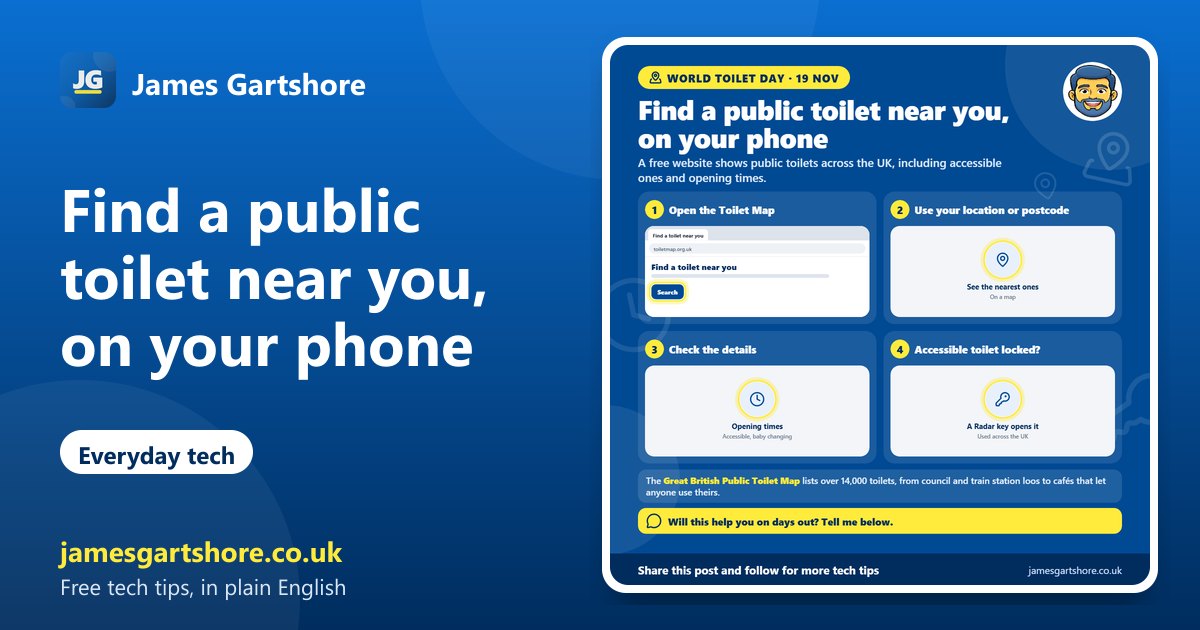 JG
James Gartshore
Find a public
toilet near you,
on your phone
Everyday tech
jamesgartshore.co.uk
Free tech tips, in plain English
WORLD TOILET DAY · 19 NOV
Find a public toilet near you,
on your phone
A free website shows public toilets across the UK, including accessible
ones and opening times.
1 Open the Toilet Map
Find a toilet near you
toiletmap.org.uk
Find a toilet near you
Search
2 Use your location or postcode
See the nearest ones
On a map
3 Check the details
Opening times
Accessible, baby changing
4 Accessible toilet locked?
A Radar key opens it
Used across the UK
The Great British Public Toilet Map lists over 14,000 toilets, from council and train station loos to cafés that let
anyone use theirs.
Will this help you on days out? Tell me below.
Share this post and follow for more tech tips
jamesgartshore.co.uk